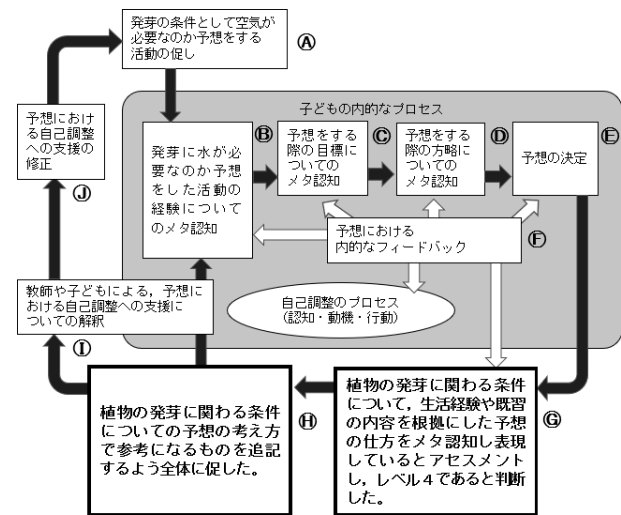 発芽の条件として空気が
必要なのか予想をする
活動の促し
Ⓐ
子どもの内的なプロセス
予想におけ
る自己調整
への支援の
修正
Ⓙ
発芽に水が必
要なのか予想
をした活動の
経験について
のメタ認知
Ⓑ
予想をする
際の目標に
ついての
メタ認知
Ⓒ
予想をする
際の方略に
ついての
メタ認知
Ⓓ
予想の決定
Ⓔ
予想における
内的なフィードバック
Ⓕ
自己調整のプロセス
(認知・動機・行動)
教師や子どもによる，予想に
おける自己調整への支援に
ついての解釈
Ⓘ
植物の発芽に関わる条件
についての予想の考え方
で参考になるものを追記
するよう全体に促した。
Ⓗ
植物の発芽に関わる条件
について，生活経験や既習
の内容を根拠にした予想
の仕方をメタ認知し表現
しているとアセスメント
し，レベル４であると判断
した。
Ⓖ